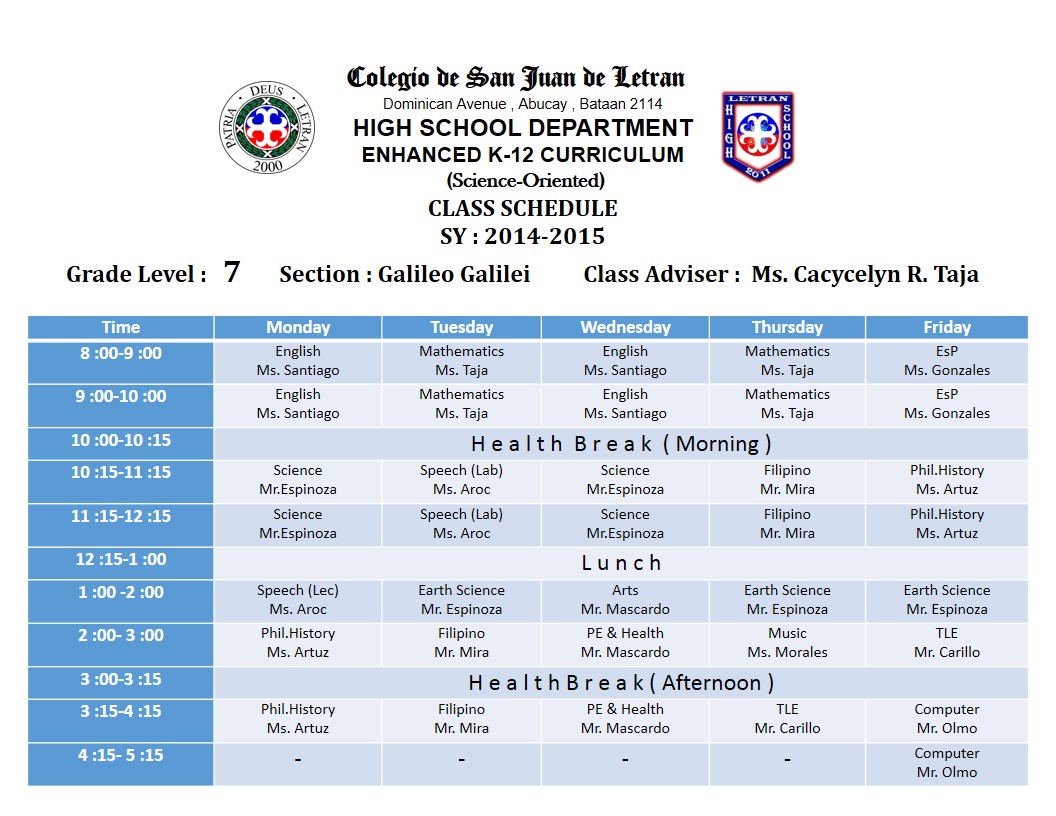 Colegio de San Juan de Letran
Dominican Avenue , Abucay , Bataan 2114
HIGH SCHOOL DEPARTMENT
ENHANCED K-12 CURRICULUM
(Science-Oriented)
CLASS SCHEDULE
SY : 2014-2015
PATRIA · DEUS · LETRAN
2000
LETRAN
HIGH
SCHOOL
2011
Grade Level : 7 Section : Galileo Galilei Class Adviser : Ms. Cacycelyn R. Taja
Time Monday Tuesday Wednesday Thursday Friday
8 :00-9 :00 English Mathematics English Mathematics EsP
Ms. Santiago Ms. Taja Ms. Santiago Ms. Taja Ms. Gonzales
9 :00-10 :00 English Mathematics English Mathematics EsP
Ms. Santiago Ms. Taja Ms. Santiago Ms. Taja Ms. Gonzales
10 :00-10 :15 Health Break ( Morning )
10 :15-11 :15 Science Speech (Lab) Science Filipino Phil.History
Mr.Espinoza Ms. Aroc Mr.Espinoza Mr. Mira Ms. Artuz
11 :15-12 :15 Science Speech (Lab) Science Filipino Phil.History
Mr.Espinoza Ms. Aroc Mr.Espinoza Mr. Mira Ms. Artuz
12 :15-1 :00 Lunch
1 :00 -2 :00 Speech (Lec) Earth Science Arts Earth Science Earth Science
Ms. Aroc Mr. Espinoza Mr. Mascardo Mr. Espinoza Mr. Espinoza
2 :00- 3 :00 Phil.History Filipino PE & Health Music TLE
Ms. Artuz Mr. Mira Mr. Mascardo Ms. Morales Mr. Carillo
3 :00-3 :15 Health Break ( Afternoon )
3 :15-4 :15 Phil.History Filipino PE & Health TLE Computer
Ms. Artuz Mr. Mira Mr. Mascardo Mr. Carillo Mr. Olmo
4 :15- 5 :15 - - - - Computer
Mr. Olmo